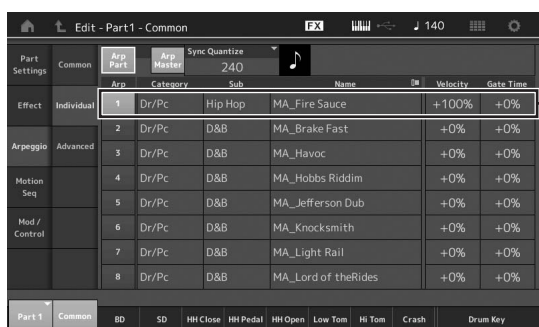 Edit - Part1 - Common FX ♩ 140
Part Settings Common Arp Part Arp Master Sync Quantize 240
Arp Category Sub Name Velocity Gate Time
Effect Individual 1 Dr/Pc Hip Hop MA_Fire Sauce +100% +0%
2 Dr/Pc D&B MA_Brake Fast +0% +0%
Arpeggio Advanced 3 Dr/Pc D&B MA_Havoc +0% +0%
Motion Seq 4 Dr/Pc D&B MA_Hobbs Riddim +0% +0%
5 Dr/Pc D&B MA_Jefferson Dub +0% +0%
Mod / Control 6 Dr/Pc D&B MA_Knocksmith +0% +0%
7 Dr/Pc D&B MA_Light Rail +0% +0%
8 Dr/Pc D&B MA_Lord of theRides +0% +0%
Part 1 Common BD SD HH Close HH Pedal HH Open Low Tom Hi Tom Crash Drum Key